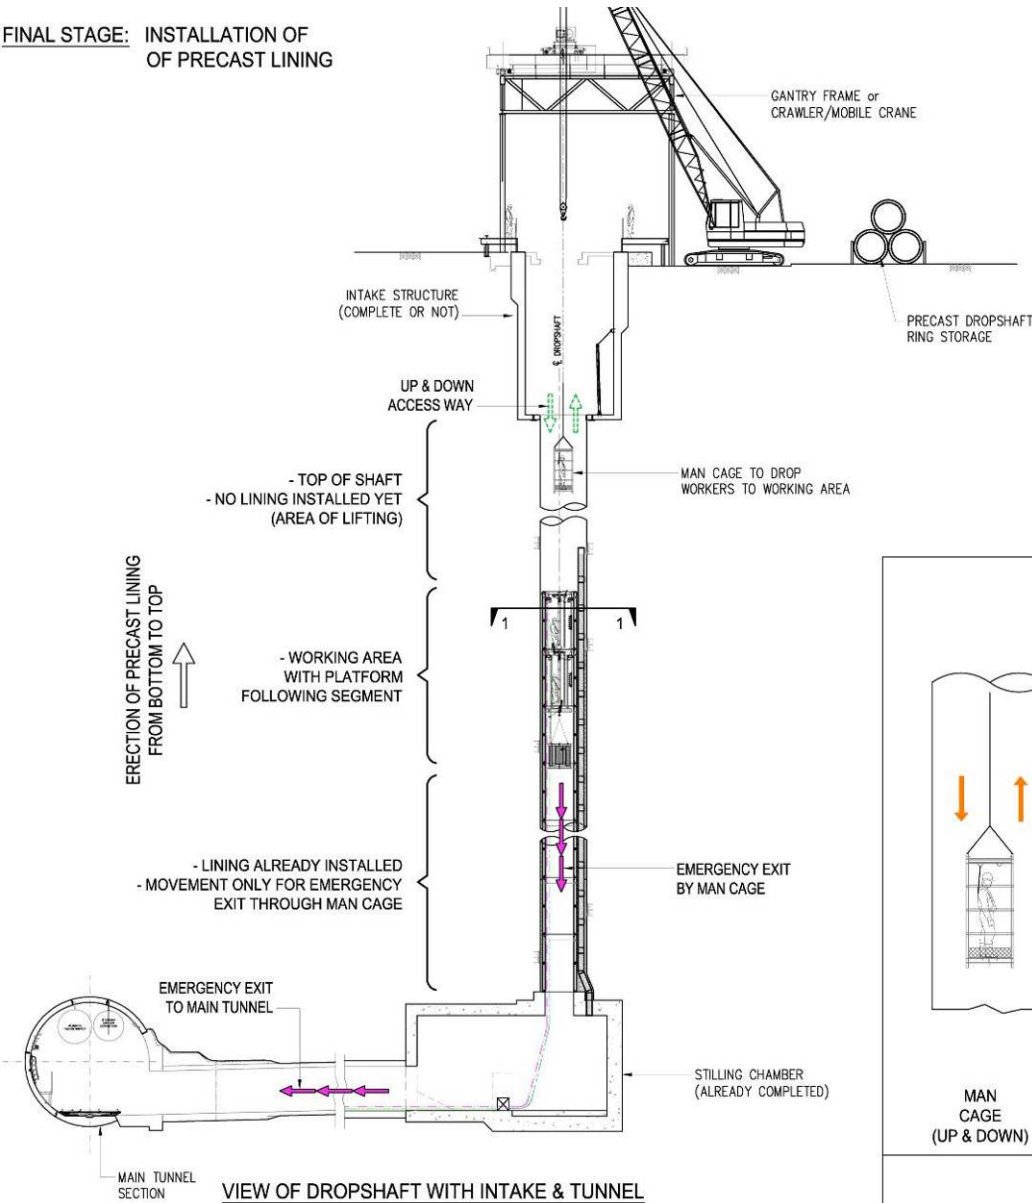 FINAL STAGE: INSTALLATION OF
OF PRECAST LINING
GANTRY FRAME or
CRAWLER/MOBILE CRANE
INTAKE STRUCTURE
(COMPLETE OR NOT)
℄ DROPSHAFT
PRECAST DROPSHAFT
RING STORAGE
UP & DOWN
ACCESS WAY
- TOP OF SHAFT
- NO LINING INSTALLED YET
(AREA OF LIFTING)
MAN CAGE TO DROP
WORKERS TO WORKING AREA
ERECTION OF PRECAST LINING
FROM BOTTOM TO TOP
1 1
- WORKING AREA
WITH PLATFORM
FOLLOWING SEGMENT
- LINING ALREADY INSTALLED
- MOVEMENT ONLY FOR EMERGENCY
EXIT THROUGH MAN CAGE
EMERGENCY EXIT
BY MAN CAGE
EMERGENCY EXIT
TO MAIN TUNNEL
STILLING CHAMBER
(ALREADY COMPLETED)
MAN
CAGE
(UP & DOWN)
MAIN TUNNEL
SECTION
VIEW OF DROPSHAFT WITH INTAKE & TUNNEL